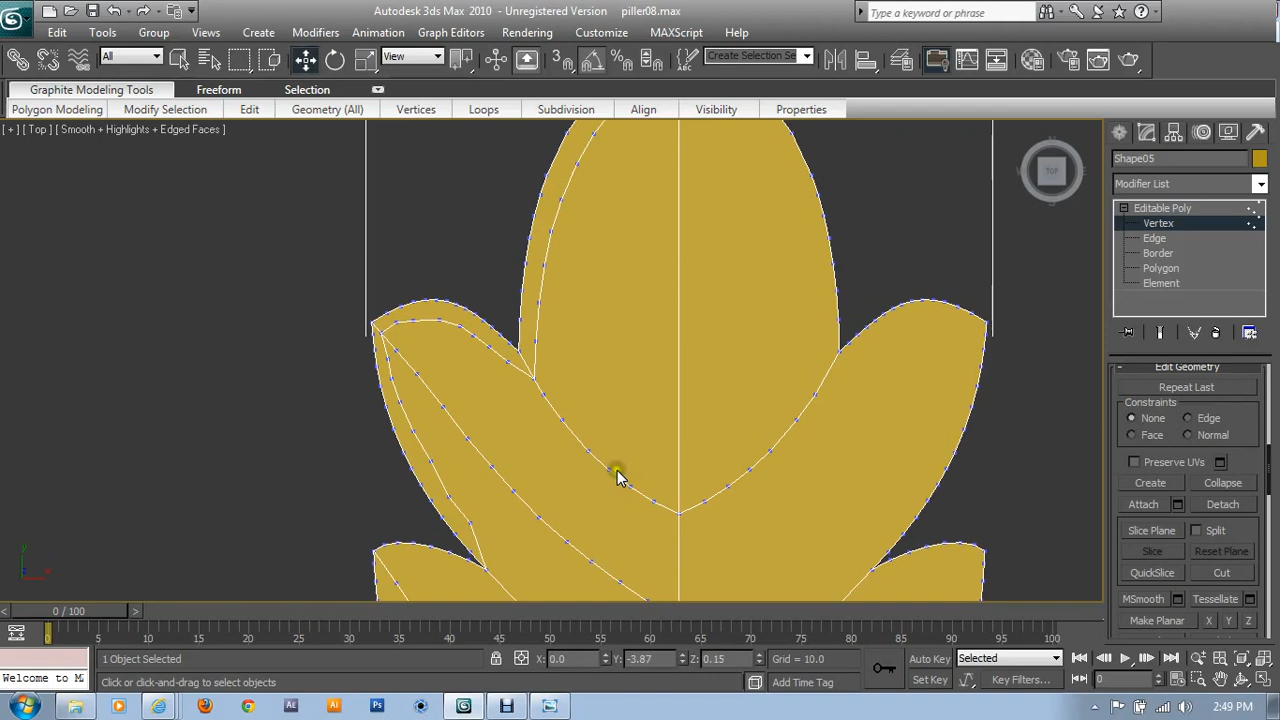 Autodesk 3ds Max 2010 - Unregistered Version piller08.max
Type a keyword or phrase
Edit Tools Group Views Create Modifiers Animation Graph Editors Rendering Customize MAXScript Help
All View Create Selection Se
Graphite Modeling Tools Freeform Selection
Polygon Modeling Modify Selection Edit Geometry (All) Vertices Loops Subdivision Align Visibility Properties
[ + ] [ Top ] [ Smooth + Highlights + Edged Faces ]
TOP
Shape05
Modifier List
Editable Poly
Vertex
Edge
Border
Polygon
Element
Edit Geometry
Repeat Last
Constraints
None Edge
Face Normal
Preserve UVs
Create Collapse
Attach Detach
Slice Plane Split
Slice Reset Plane
QuickSlice Cut
MSmooth Tessellate
Make Planar X Y Z
< 0 / 100 >
0 5 10 15 20 25 30 35 40 45 50 55 60 65 70 75 80 85 90 95 100
1 Object Selected X: 0.0 Y: -3.87 Z: 0.15 Grid = 10.0 Auto Key Selected
Welcome to M Click or click-and-drag to select objects Add Time Tag Set Key Key Filters... 0
2:49 PM